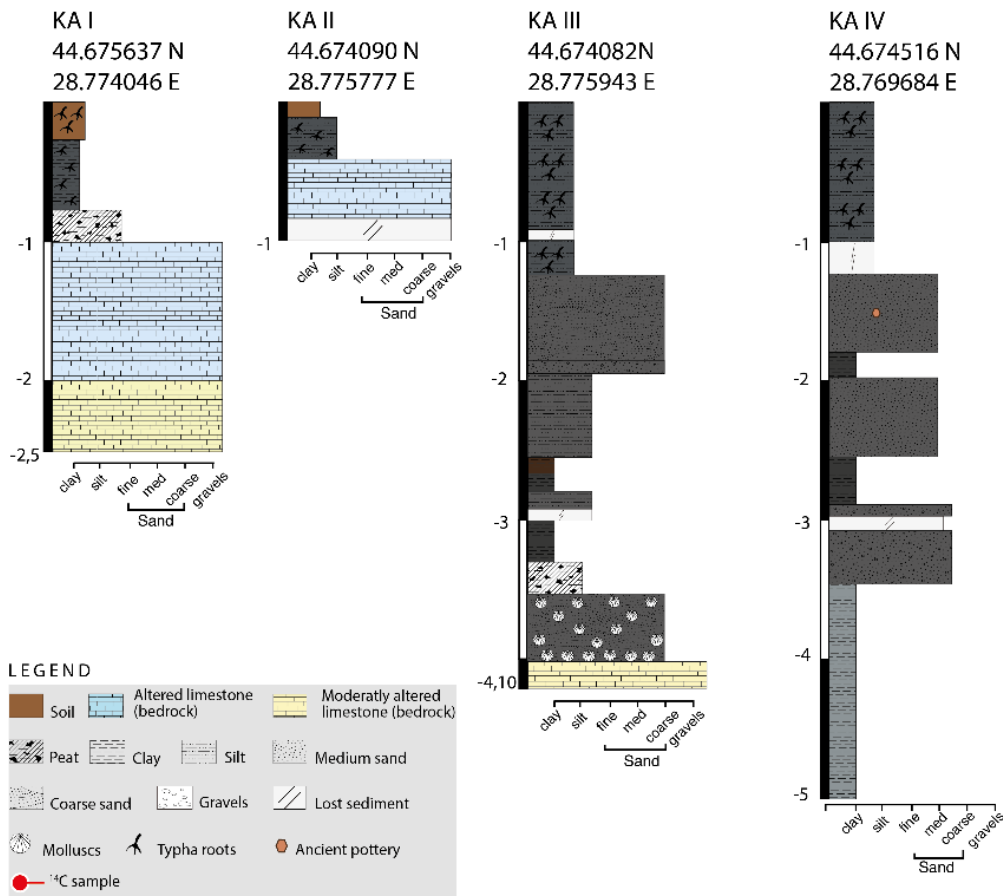 KA I
44.675637 N
28.774046 E
-1
-2
-2,5
clay silt fine med coarse gravels
Sand
KA II
44.674090 N
28.775777 E
-1
clay silt fine med coarse gravels
Sand
KA III
44.674082N
28.775943 E
-1
-2
-3
-4,10
clay silt fine med coarse gravels
Sand
KA IV
44.674516 N
28.769684 E
-1
-2
-3
-4
-5
clay silt fine med coarse gravels
Sand
LEGEND
Soil
Altered limestone
(bedrock)
Moderatly altered
limestone (bedrock)
Peat
Clay
Silt
Medium sand
Coarse sand
Gravels
Lost sediment
Molluscs
Typha roots
Ancient pottery
¹⁴C sample